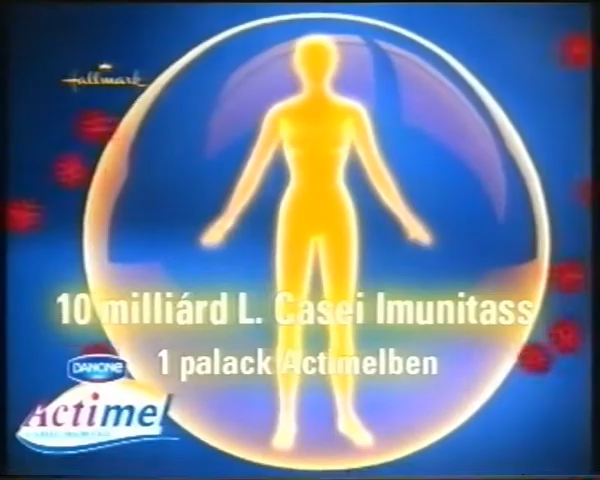 Hallmark
10 milliárd L. Casei Imunitass
1 palack Actimelben
DANONE
Actimel